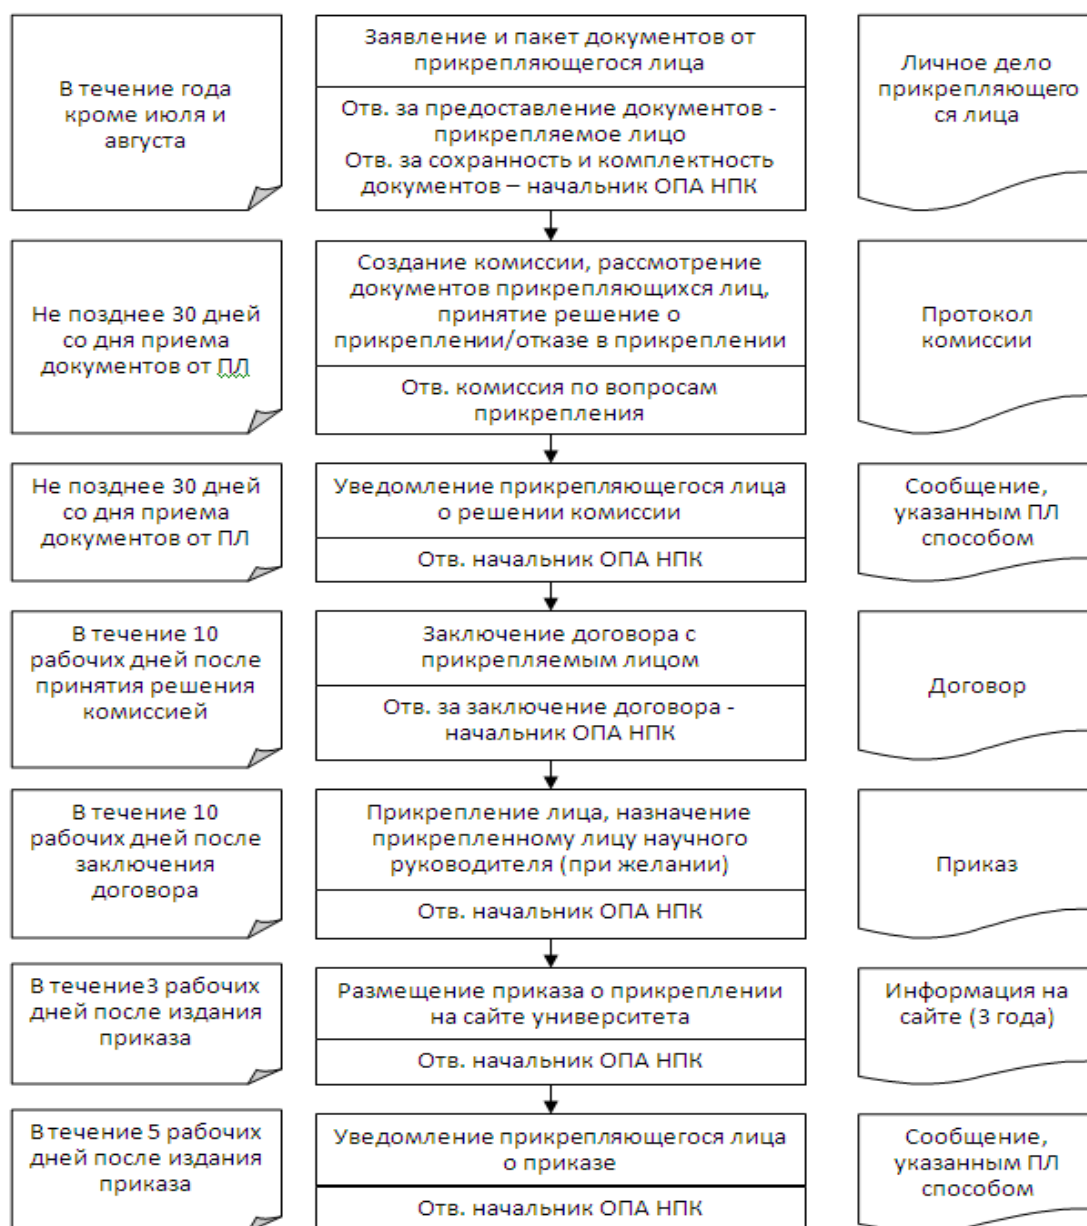 В течение года
кроме июля и
августа
Заявление и пакет документов от
прикрепляющегося лица
Отв. за предоставление документов -
прикрепляемое лицо
Отв. за сохранность и комплектность
документов – начальник ОПА НПК
Личное дело
прикрепляющего
ся лица
Не позднее 30 дней
со дня приема
документов от ПЛ
Создание комиссии, рассмотрение
документов прикрепляющихся лиц,
принятие решение о
прикреплении/отказе в прикреплении
Отв. комиссия по вопросам
прикрепления
Протокол
комиссии
Не позднее 30 дней
со дня приема
документов от ПЛ
Уведомление прикрепляющегося лица
о решении комиссии
Отв. начальник ОПА НПК
Сообщение,
указанным ПЛ
способом
В течение 10
рабочих дней после
принятия решения
комиссией
Заключение договора с
прикрепляемым лицом
Отв. за заключение договора -
начальник ОПА НПК
Договор
В течение 10
рабочих дней после
заключения
договора
Прикрепление лица, назначение
прикрепленному лицу научного
руководителя (при желании)
Отв. начальник ОПА НПК
Приказ
В течение3 рабочих
дней после издания
приказа
Размещение приказа о прикреплении
на сайте университета
Отв. начальник ОПА НПК
Информация на
сайте (3 года)
В течение 5 рабочих
дней после издания
приказа
Уведомление прикрепляющегося лица
о приказе
Отв. начальник ОПА НПК
Сообщение,
указанным ПЛ
способом